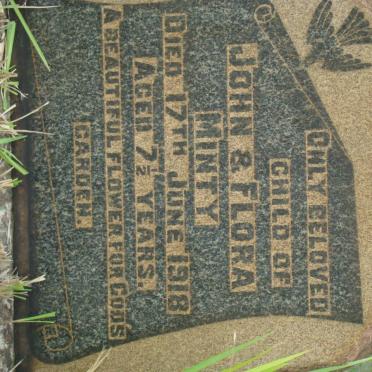 ONLY BELOVED
CHILD OF
JOHN & FLORA
MINTY
DIED 17TH JUNE 1918
AGED 7½ YEARS.
A BEAUTIFUL FLOWER FOR GODS
GARDEN.